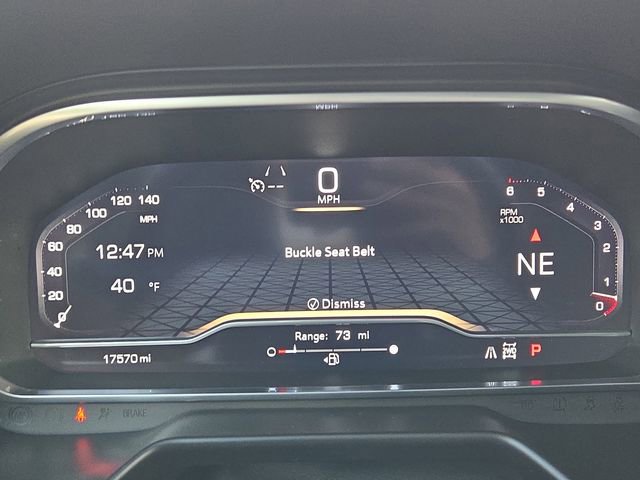 0
MPH
120 140
100
80
MPH
60
40
20
0
12:47 PM
40 °F
Buckle Seat Belt
Dismiss
6 5 4 3 2 1 0
RPM
x1000
NE
Range: 73 mi
17570 mi
P
BRAKE